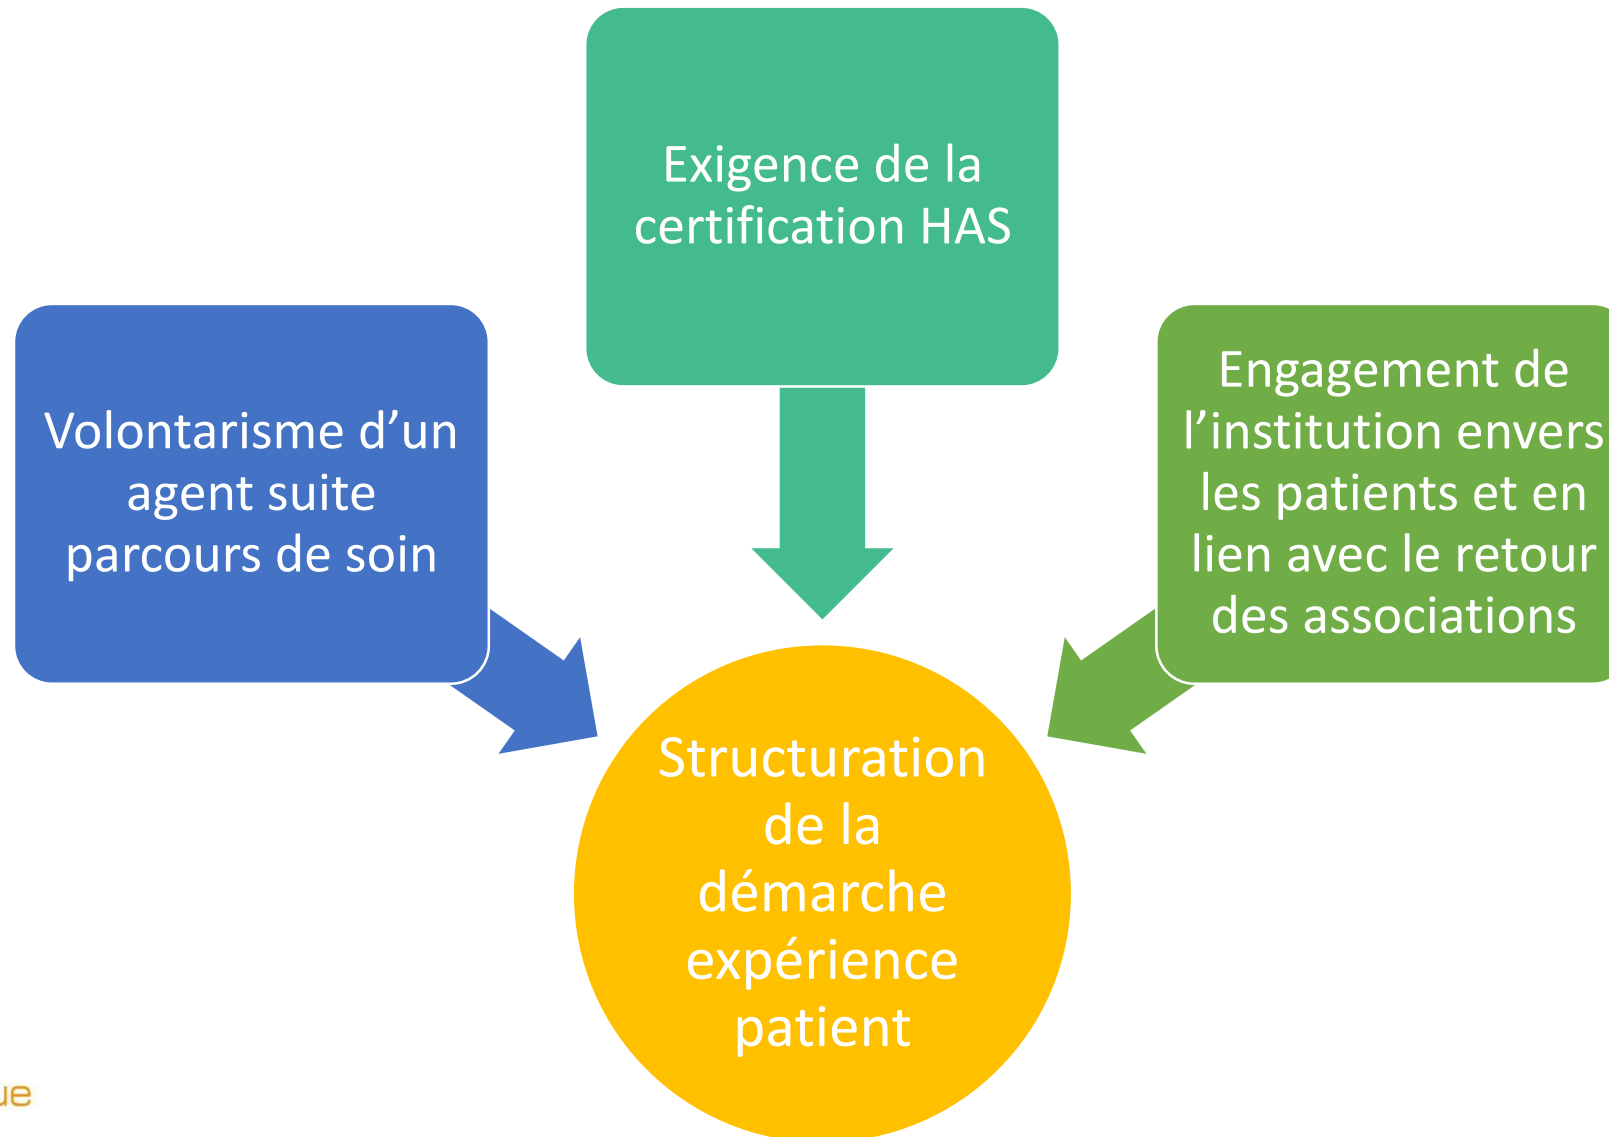 Exigence de la
certification HAS
Volontarisme d’un
agent suite
parcours de soin
Engagement de
l’institution envers
les patients et en
lien avec le retour
des associations
Structuration
de la
démarche
expérience
patient